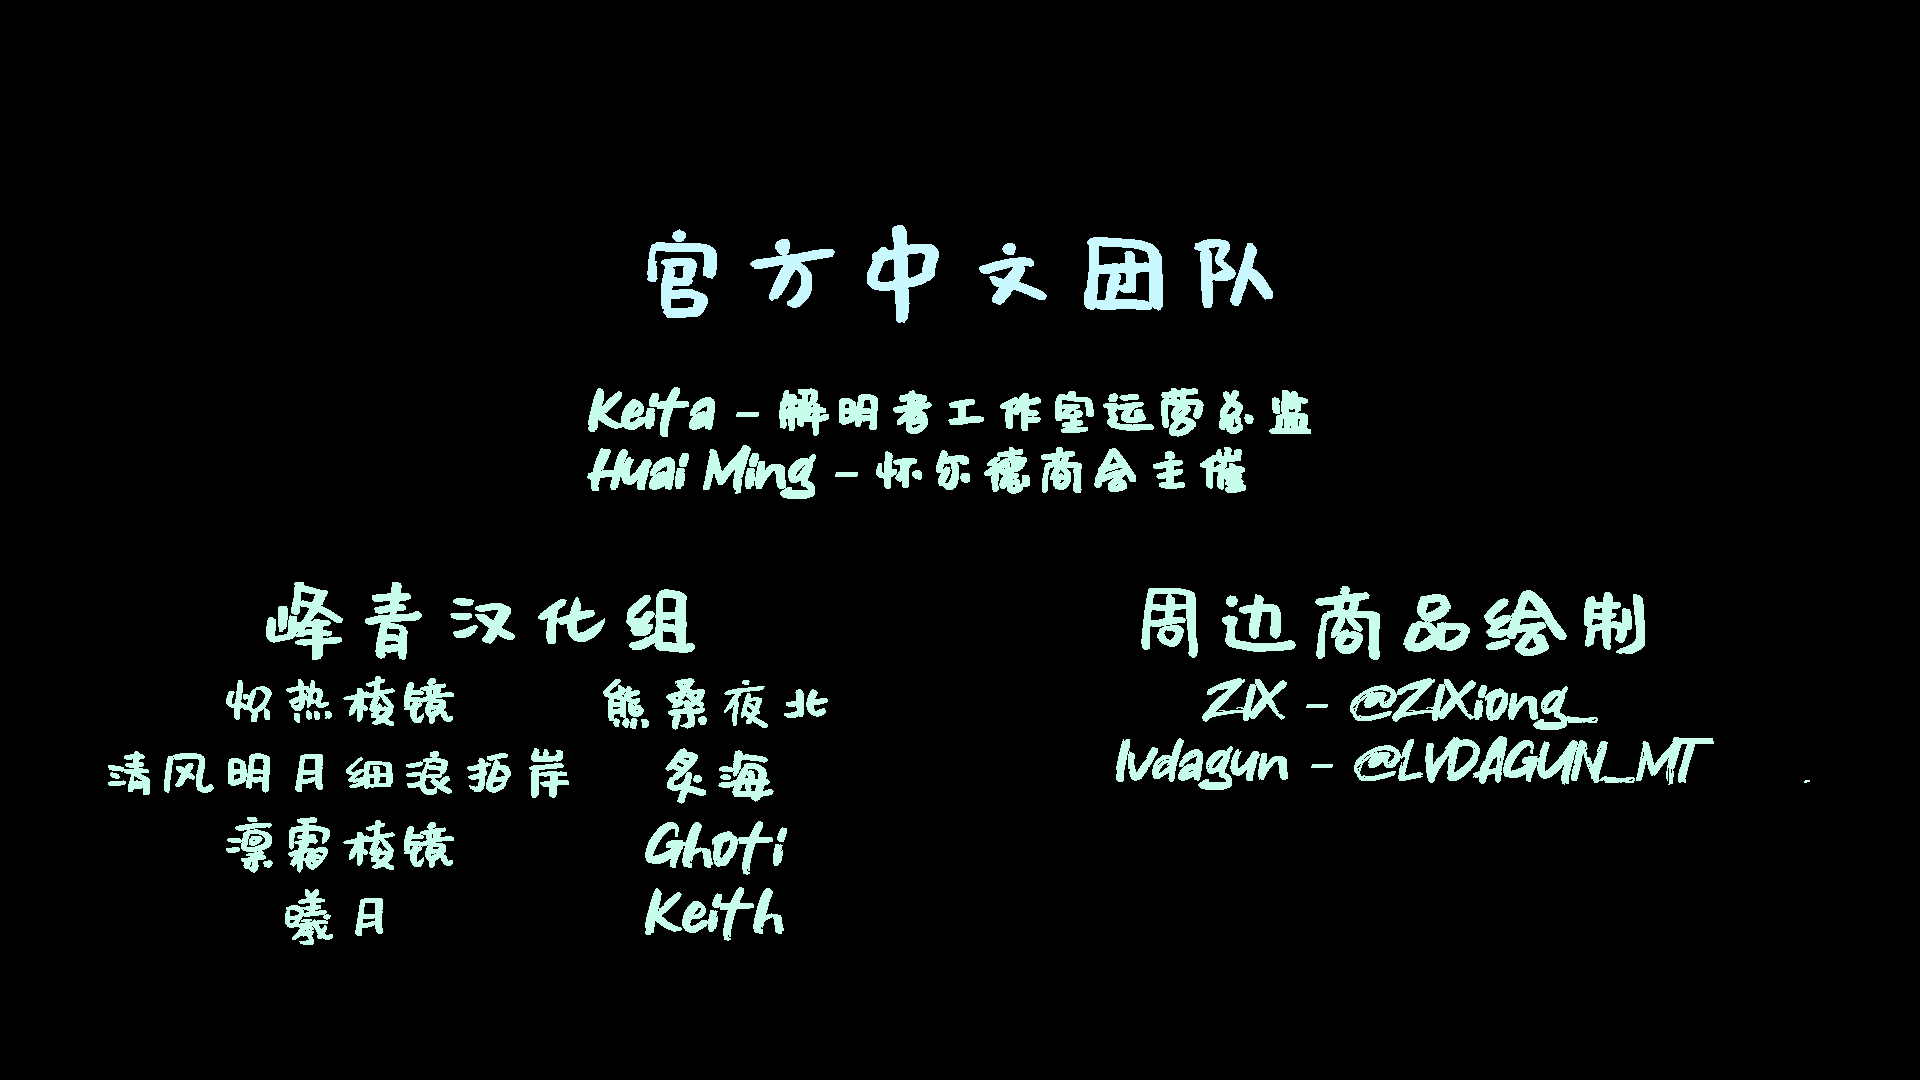 官方中文团队
Keita - 解明者工作室运营总监
Huai Ming - 怀尔德商会主催
峰青汉化组
炽热棱镜 熊桑夜北
清风明月细浪拓岸 炙海
凛霜棱镜 Ghoti
曦月 Keith
周边商品绘制
ZIX - @ZIXiong_
lvdagun - @LVDAGUN_MT